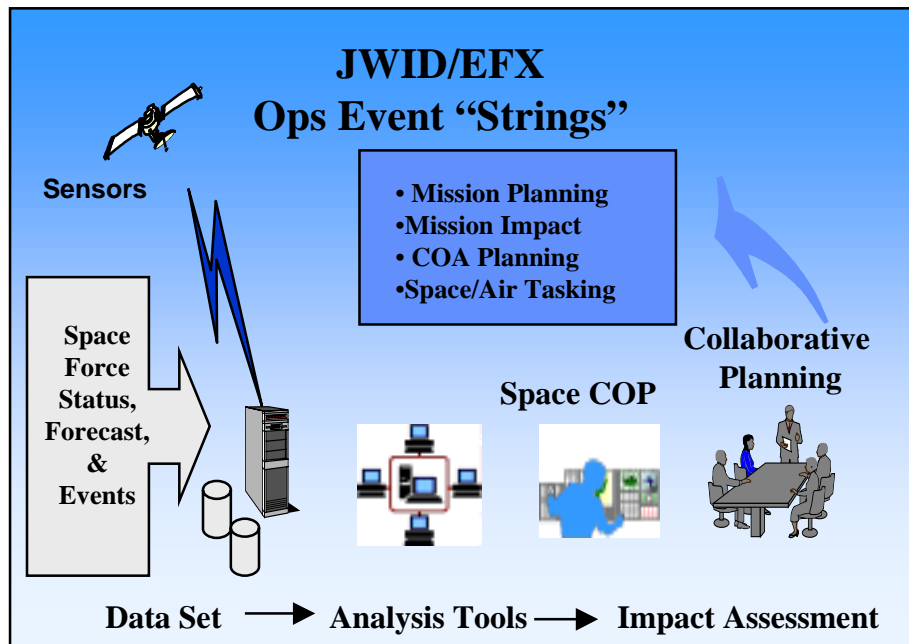 JWID/EFX
Ops Event “Strings”
Sensors
• Mission Planning
•Mission Impact
• COA Planning
•Space/Air Tasking
Space
Force
Status,
Forecast,
&
Events
Collaborative
Planning
Space COP
Data Set
Analysis Tools
Impact Assessment